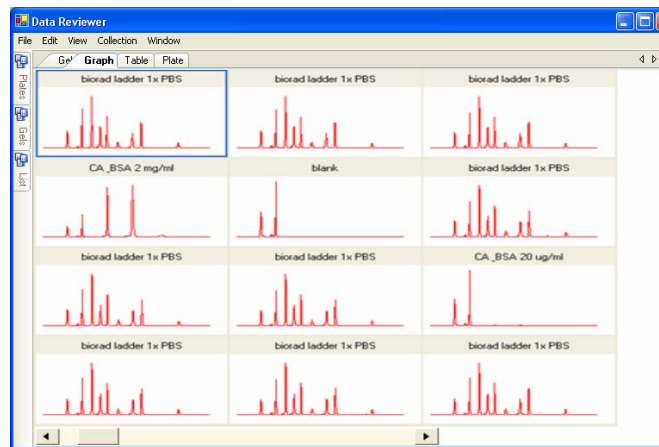 Data Reviewer
File Edit View Collection Window
Gel Graph Table Plate
Plates
Gels
List
biorad ladder 1x PBS biorad ladder 1x PBS biorad ladder 1x PBS
CA_BSA 2 mg/ml blank biorad ladder 1x PBS
biorad ladder 1x PBS biorad ladder 1x PBS CA_BSA 20 ug/ml
biorad ladder 1x PBS biorad ladder 1x PBS biorad ladder 1x PBS